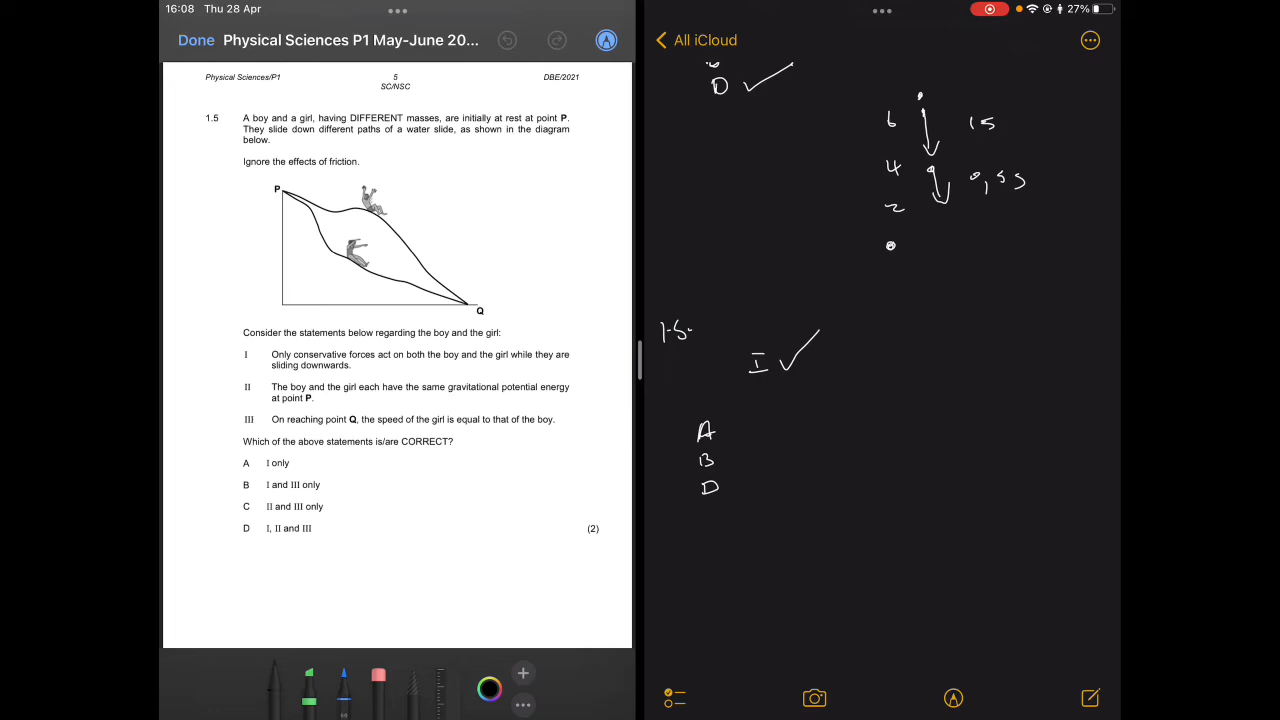 16:08 Thu 28 Apr
27%
Done Physical Sciences P1 May-June 20...
Physical Sciences/P1 5 DBE/2021
SC/NSC
1.5 A boy and a girl, having DIFFERENT masses, are initially at rest at point P.
They slide down different paths of a water slide, as shown in the diagram
below.
Ignore the effects of friction.
P
Q
Consider the statements below regarding the boy and the girl:
I Only conservative forces act on both the boy and the girl while they are
sliding downwards.
II The boy and the girl each have the same gravitational potential energy
at point P.
III On reaching point Q, the speed of the girl is equal to that of the boy.
Which of the above statements is/are CORRECT?
A I only
B I and III only
C II and III only
D I, II and III (2)
All iCloud
D
6 1s
4 0,5s
2
0
1.5.
I
A
B
D